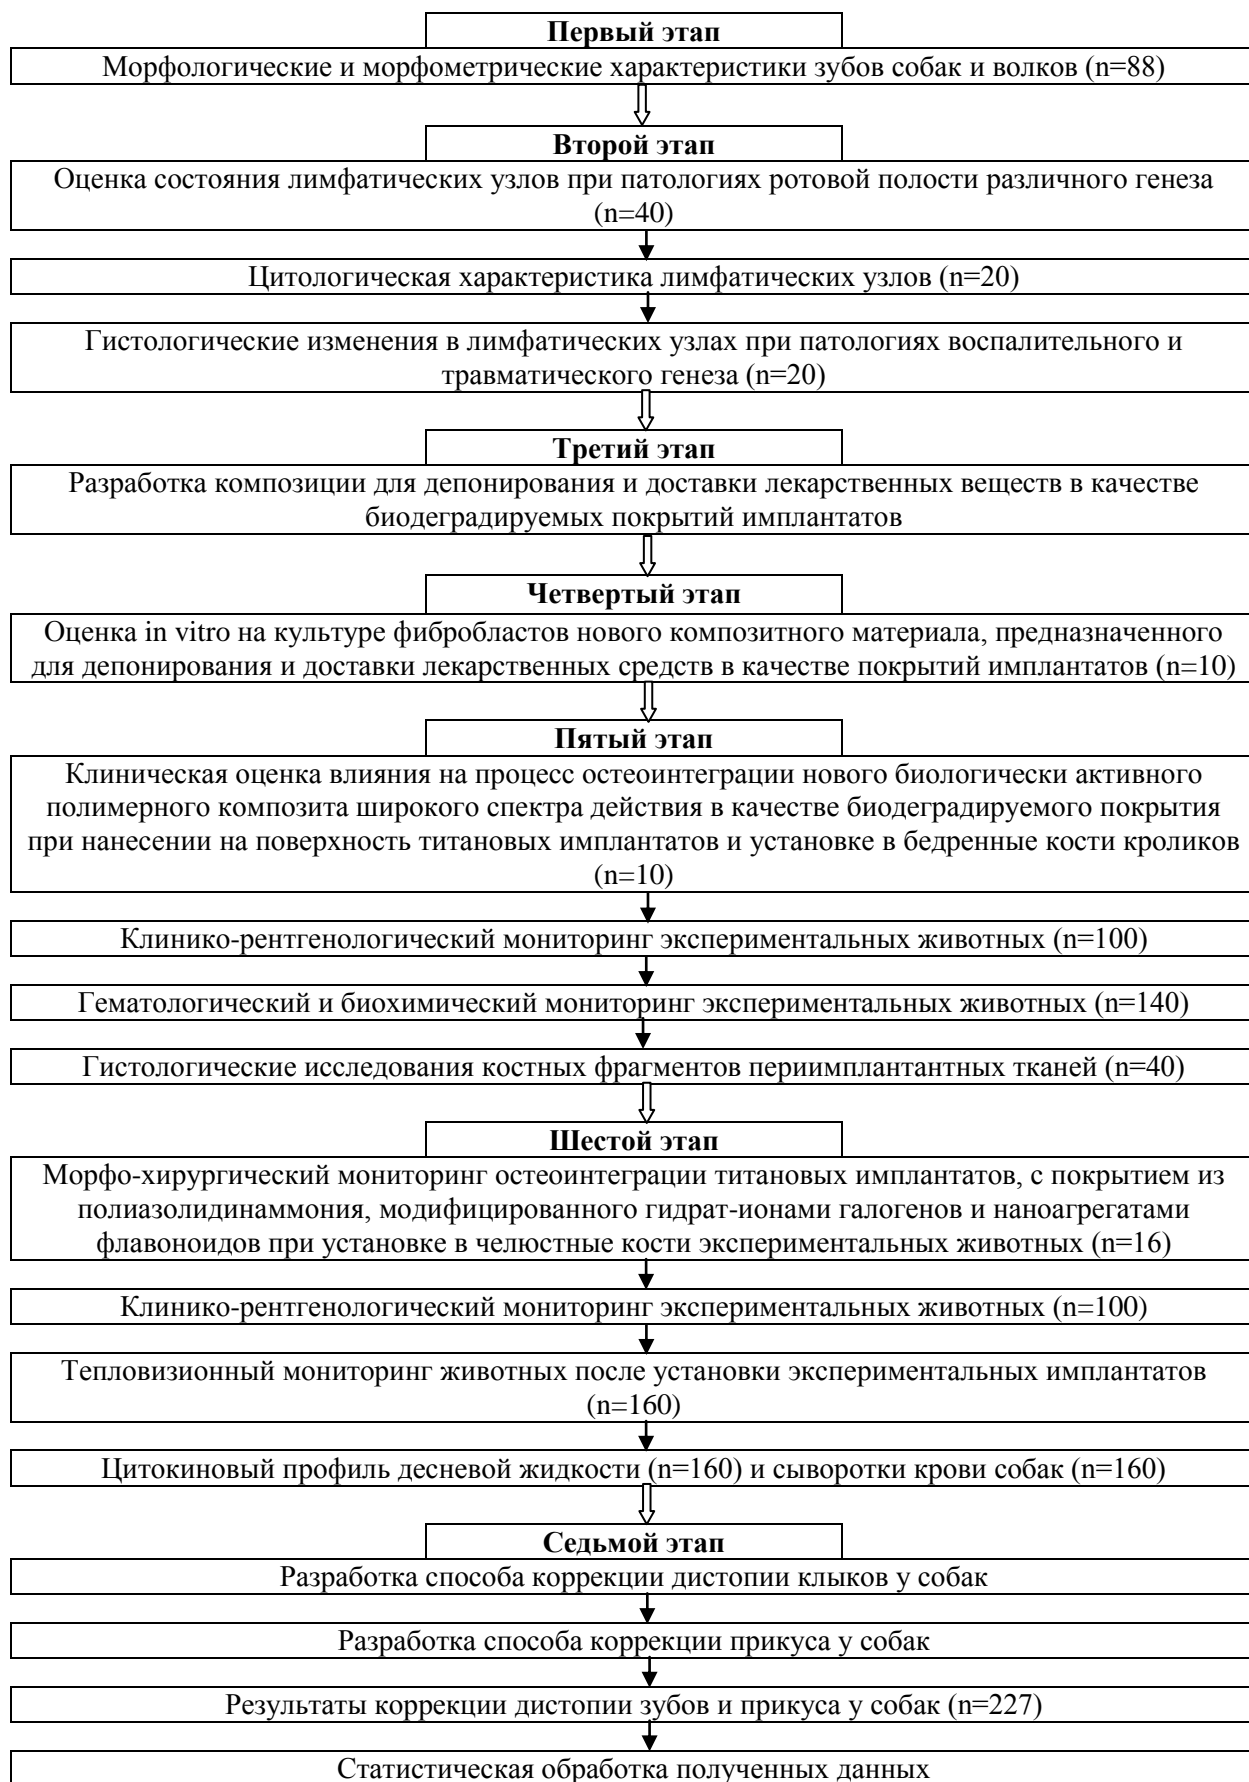 Первый этап
Морфологические и морфометрические характеристики зубов собак и волков (n=88)
Второй этап
Оценка состояния лимфатических узлов при патологиях ротовой полости различного генеза
(n=40)
Цитологическая характеристика лимфатических узлов (n=20)
Гистологические изменения в лимфатических узлах при патологиях воспалительного и
травматического генеза (n=20)
Третий этап
Разработка композиции для депонирования и доставки лекарственных веществ в качестве
биодеградируемых покрытий имплантатов
Четвертый этап
Оценка in vitro на культуре фибробластов нового композитного материала, предназначенного
для депонирования и доставки лекарственных средств в качестве покрытий имплантатов (n=10)
Пятый этап
Клиническая оценка влияния на процесс остеоинтеграции нового биологически активного
полимерного композита широкого спектра действия в качестве биодеградируемого покрытия
при нанесении на поверхность титановых имплантатов и установке в бедренные кости кроликов
(n=10)
Клинико-рентгенологический мониторинг экспериментальных животных (n=100)
Гематологический и биохимический мониторинг экспериментальных животных (n=140)
Гистологические исследования костных фрагментов периимплантантных тканей (n=40)
Шестой этап
Морфо-хирургический мониторинг остеоинтеграции титановых имплантатов, с покрытием из
полиазолидинаммония, модифицированного гидрат-ионами галогенов и наноагрегатами
флавоноидов при установке в челюстные кости экспериментальных животных (n=16)
Клинико-рентгенологический мониторинг экспериментальных животных (n=100)
Тепловизионный мониторинг животных после установки экспериментальных имплантатов
(n=160)
Цитокиновый профиль десневой жидкости (n=160) и сыворотки крови собак (n=160)
Седьмой этап
Разработка способа коррекции дистопии клыков у собак
Разработка способа коррекции прикуса у собак
Результаты коррекции дистопии зубов и прикуса у собак (n=227)
Статистическая обработка полученных данных